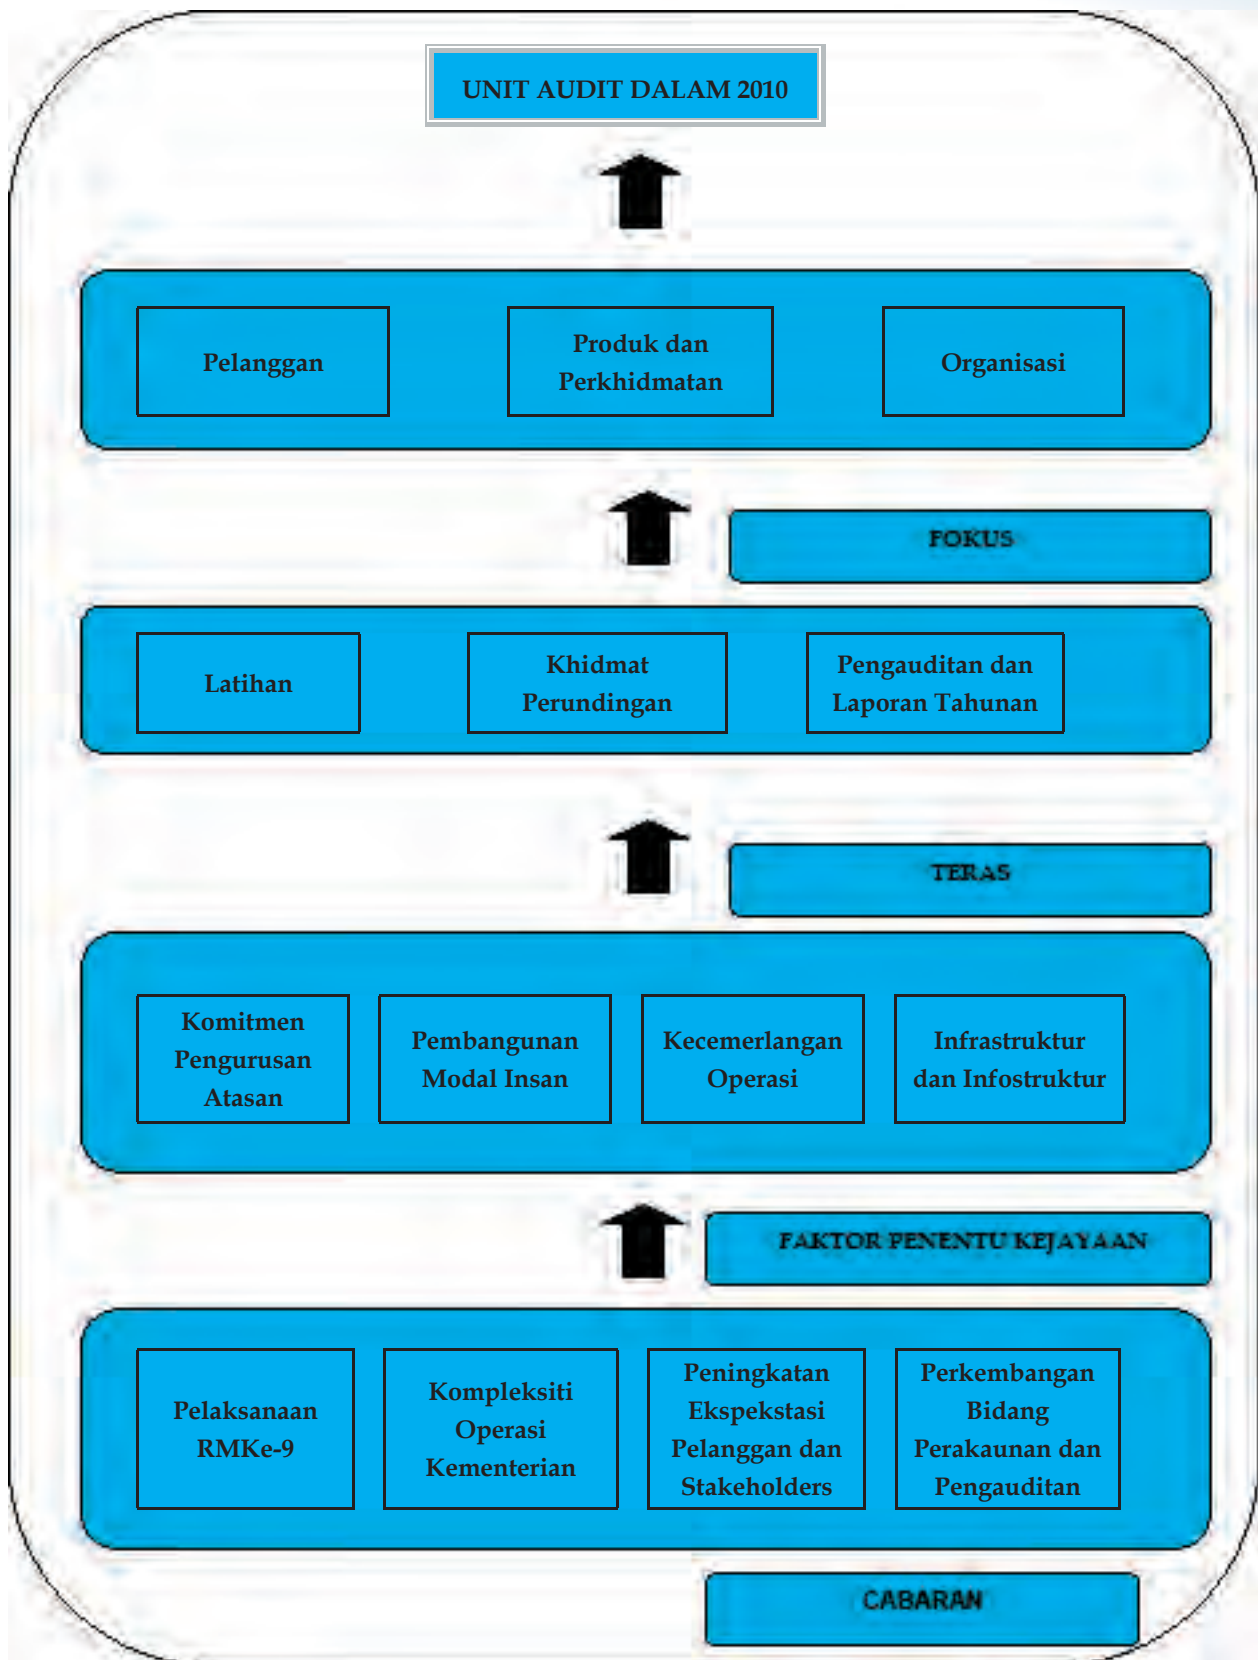 UNIT AUDIT DALAM 2010
Pelanggan
Produk dan
Perkhidmatan
Organisasi
FOKUS
Latihan
Khidmat
Perundingan
Pengauditan dan
Laporan Tahunan
TERAS
Komitmen
Pengurusan
Atasan
Pembangunan
Modal Insan
Kecemerlangan
Operasi
Infrastruktur
dan Infostruktur
FAKTOR PENENTU KEJAYAAN
Pelaksanaan
RMKe-9
Kompleksiti
Operasi
Kementerian
Peningkatan
Ekspekstasi
Pelanggan dan
Stakeholders
Perkembangan
Bidang
Perakaunan dan
Pengauditan
CABARAN